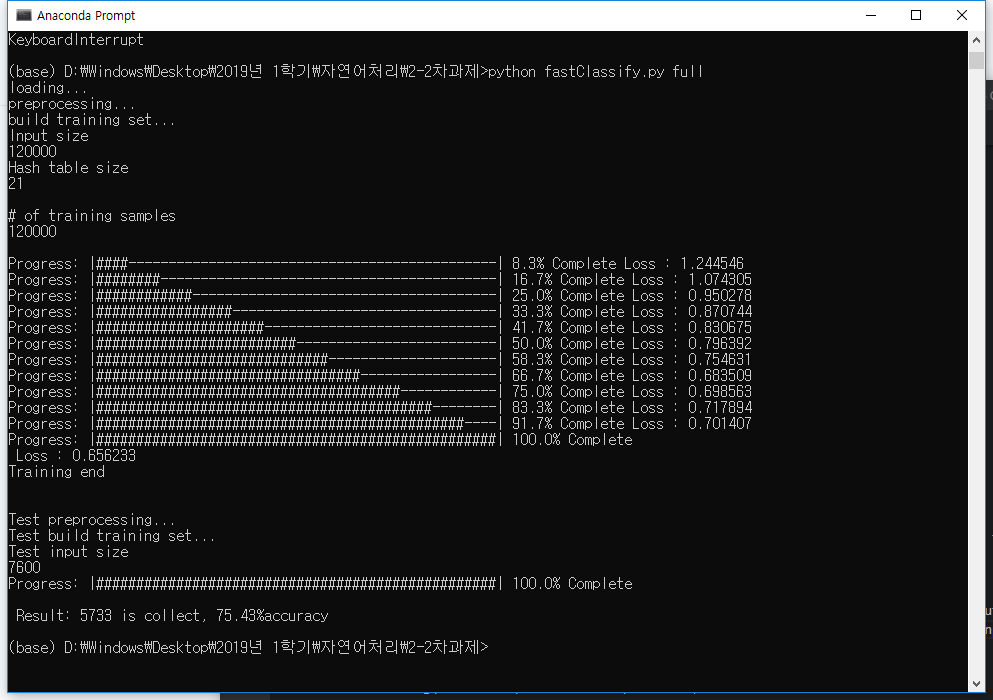 Anaconda Prompt
KeyboardInterrupt
(base) D:₩Windows₩Desktop₩2019년 1학기₩자연어처리₩2-2차과제>python fastClassify.py full
loading...
preprocessing...
build training set...
Input size
120000
Hash table size
21
# of training samples
120000
Progress: |####----------------------------------------------| 8.3% Complete Loss : 1.244546
Progress: |########------------------------------------------| 16.7% Complete Loss : 1.074305
Progress: |############--------------------------------------| 25.0% Complete Loss : 0.950278
Progress: |#################---------------------------------| 33.3% Complete Loss : 0.870744
Progress: |#####################-----------------------------| 41.7% Complete Loss : 0.830675
Progress: |#########################-------------------------| 50.0% Complete Loss : 0.796392
Progress: |#############################---------------------| 58.3% Complete Loss : 0.754631
Progress: |#################################-----------------| 66.7% Complete Loss : 0.683509
Progress: |######################################------------| 75.0% Complete Loss : 0.698563
Progress: |##########################################--------| 83.3% Complete Loss : 0.717894
Progress: |##############################################----| 91.7% Complete Loss : 0.701407
Progress: |##################################################| 100.0% Complete
Loss : 0.656233
Training end
Test preprocessing...
Test build training set...
Test input size
7600
Progress: |##################################################| 100.0% Complete
Result: 5733 is collect, 75.43%accuracy
(base) D:₩Windows₩Desktop₩2019년 1학기₩자연어처리₩2-2차과제>